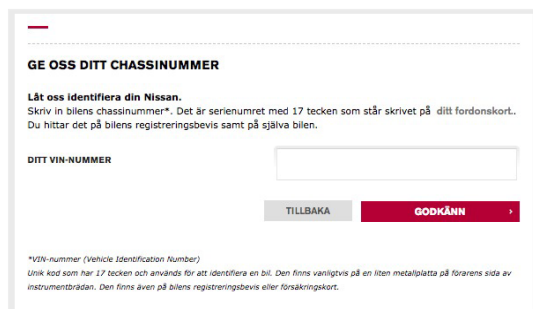 GE OSS DITT CHASSINUMMER
Låt oss identifiera din Nissan.
Skriv in bilens chassinummer*. Det är serienumret med 17 tecken som står skrivet på ditt fordonskort..
Du hittar det på bilens registreringsbevis samt på själva bilen.
DITT VIN-NUMMER
TILLBAKA GODKÄNN ›
*VIN-nummer (Vehicle Identification Number)
Unik kod som har 17 tecken och används för att identifiera en bil. Den finns vanligtvis på en liten metallplatta på förarens sida av
instrumentbrädan. Den finns även på bilens registreringsbevis eller försäkringskort.